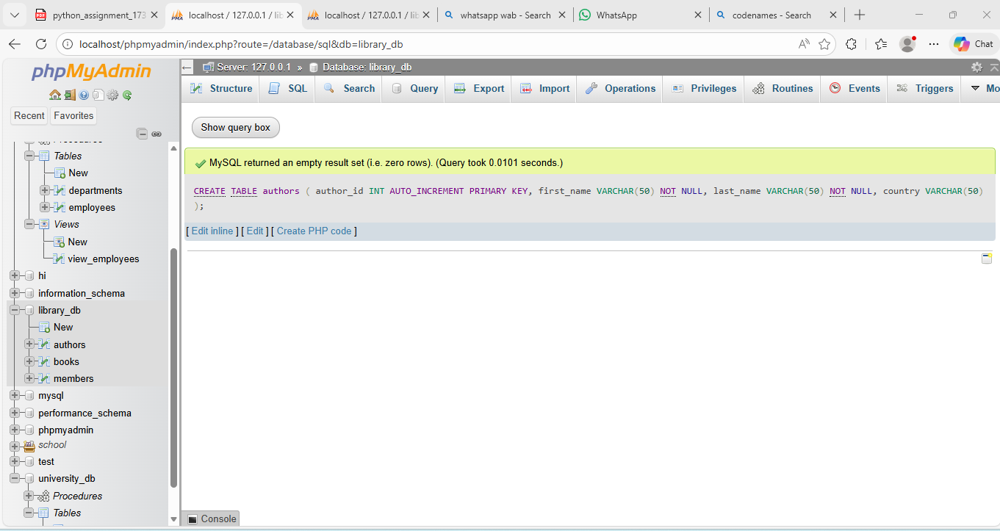 python_assignment_173
localhost / 127.0.0.1 / lib
localhost / 127.0.0.1 / lib
whatsapp wab - Search
WhatsApp
codenames - Search
localhost/phpmyadmin/index.php?route=/database/sql&db=library_db
Chat
phpMyAdmin
Recent
Favorites
Procedures
Tables
New
departments
employees
Views
New
view_employees
hi
information_schema
library_db
New
authors
books
members
mysql
performance_schema
phpmyadmin
school
test
university_db
Procedures
Tables
Server: 127.0.0.1 » Database: library_db
Structure
SQL
Search
Query
Export
Import
Operations
Privileges
Routines
Events
Triggers
Mo
Show query box
MySQL returned an empty result set (i.e. zero rows). (Query took 0.0101 seconds.)
CREATE TABLE authors ( author_id INT AUTO_INCREMENT PRIMARY KEY, first_name VARCHAR(50) NOT NULL, last_name VARCHAR(50) NOT NULL, country VARCHAR(50)
);
[ Edit inline ] [ Edit ] [ Create PHP code ]
Console